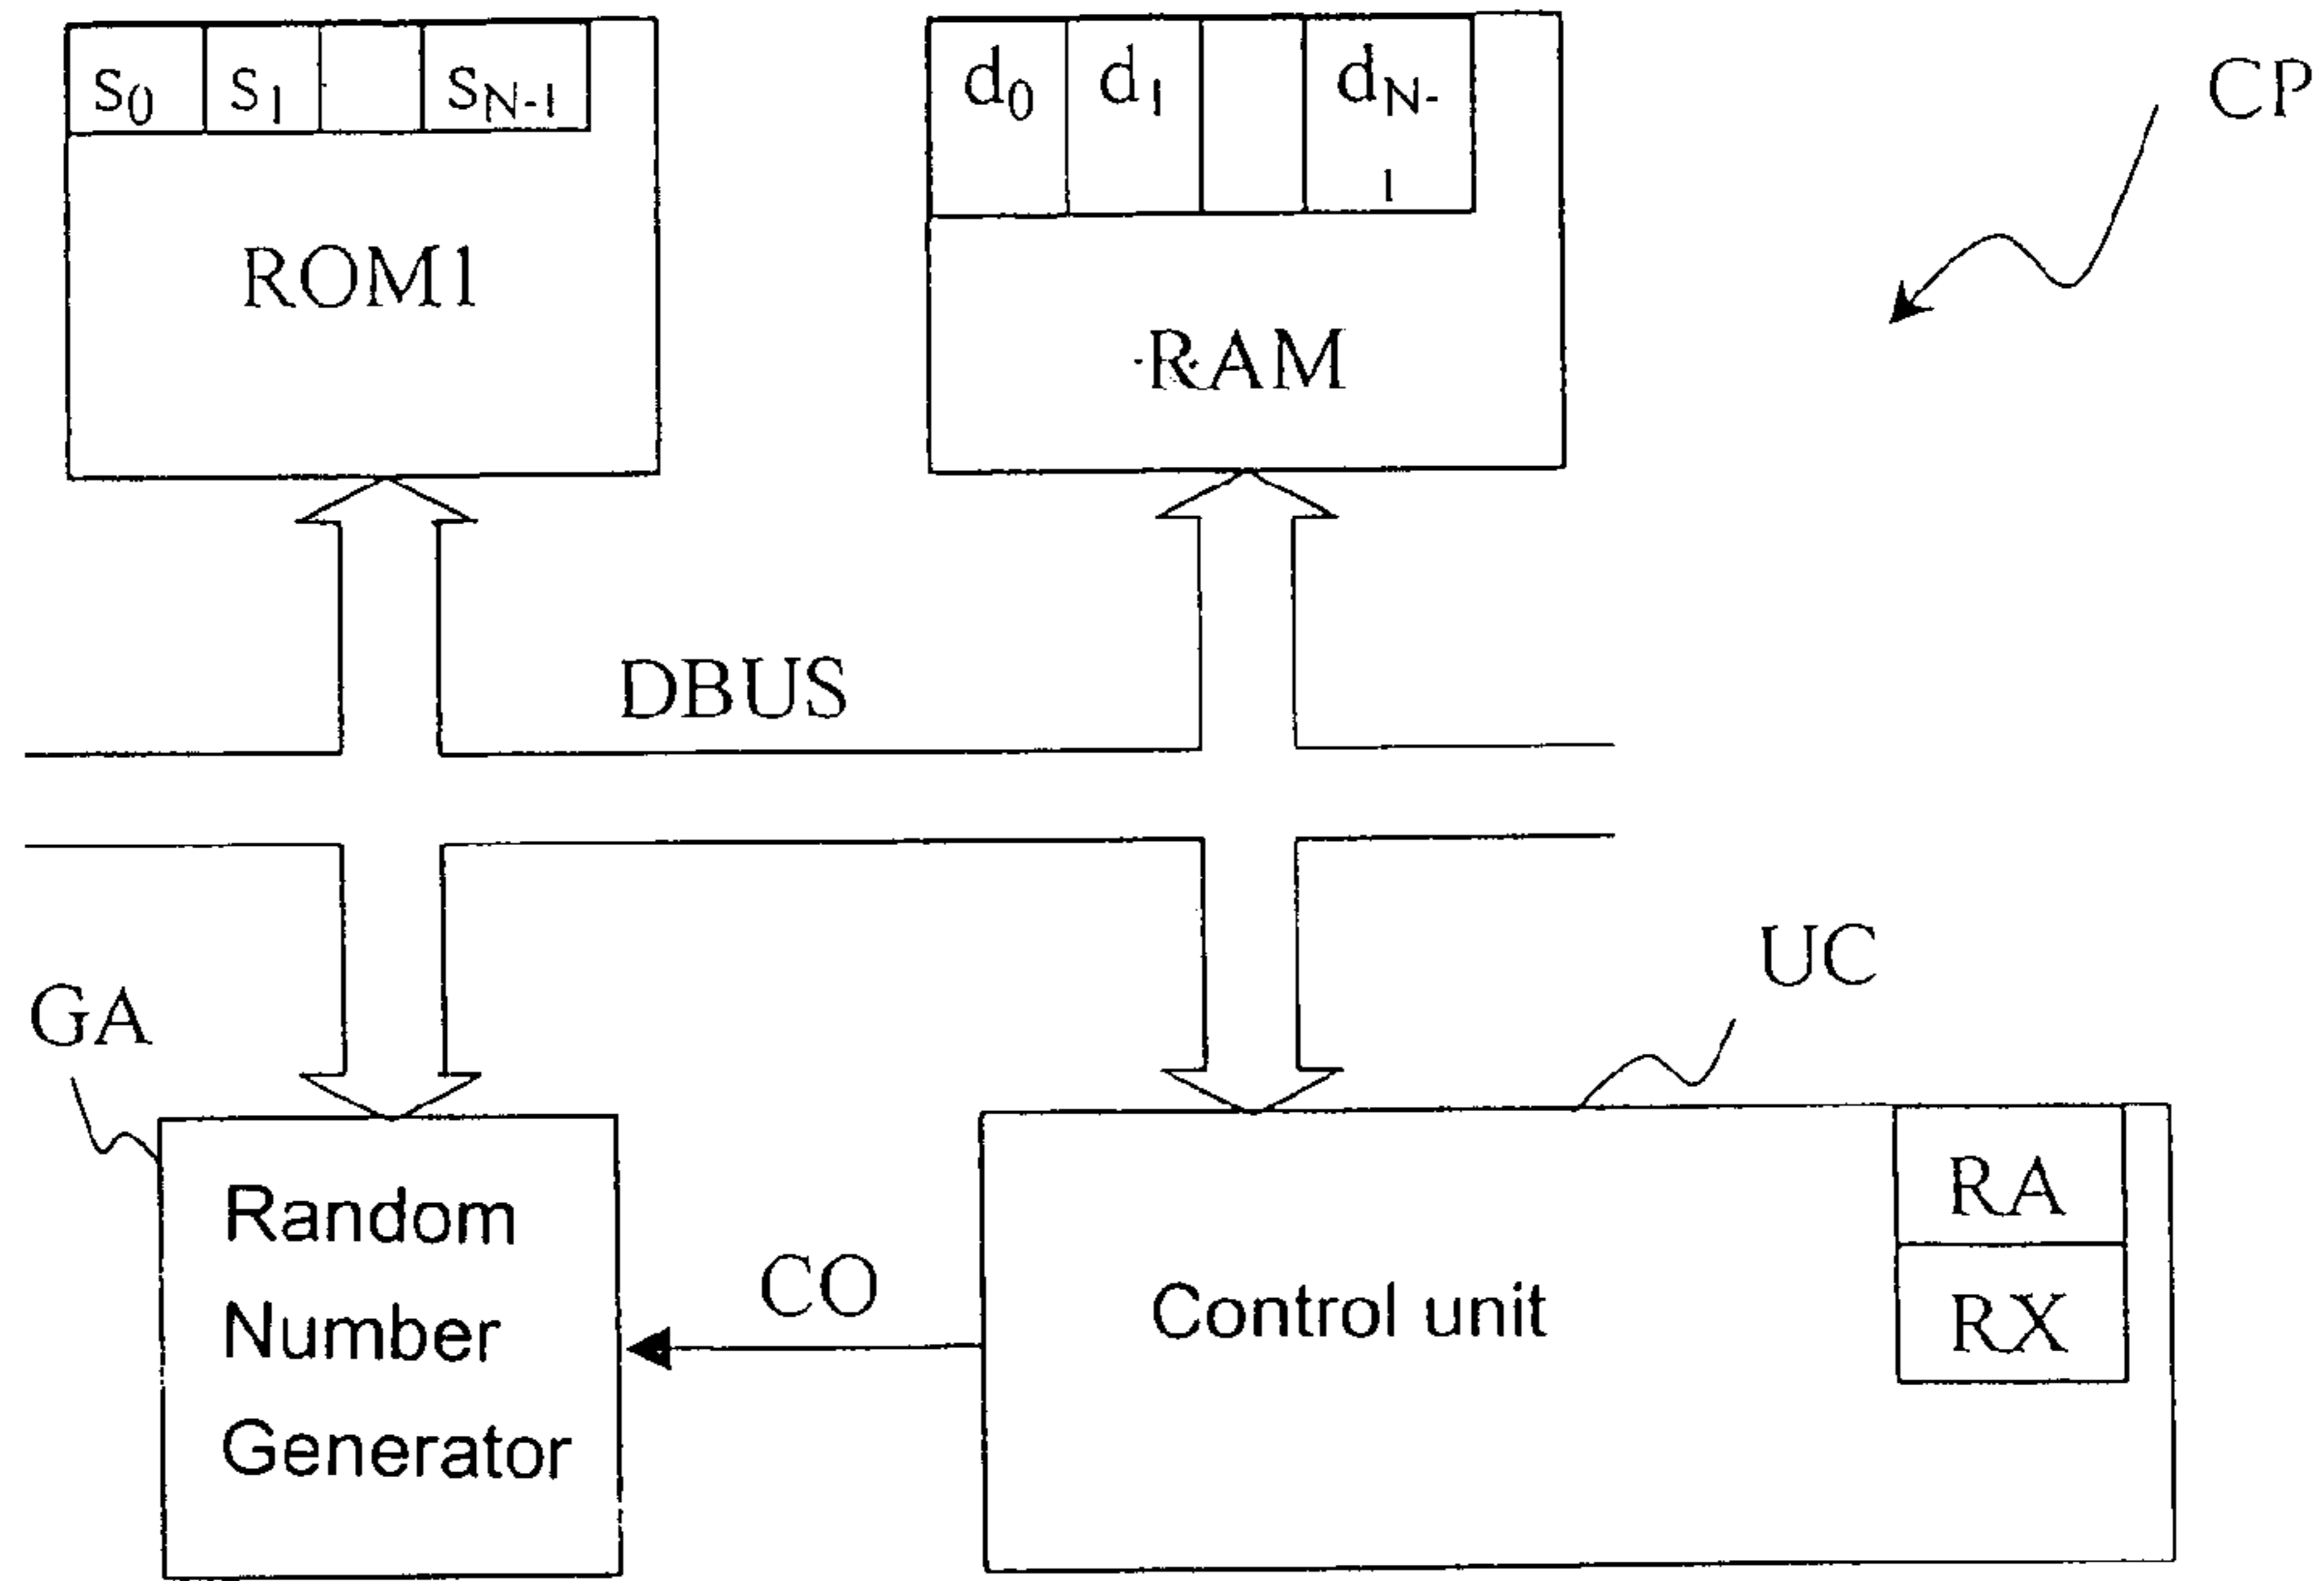 s0 s1 sN-1
d0 d1 dN-1
CP
ROM1
RAM
DBUS
UC
GA
RA
Random
Number
Generator
CO
Control unit
RX